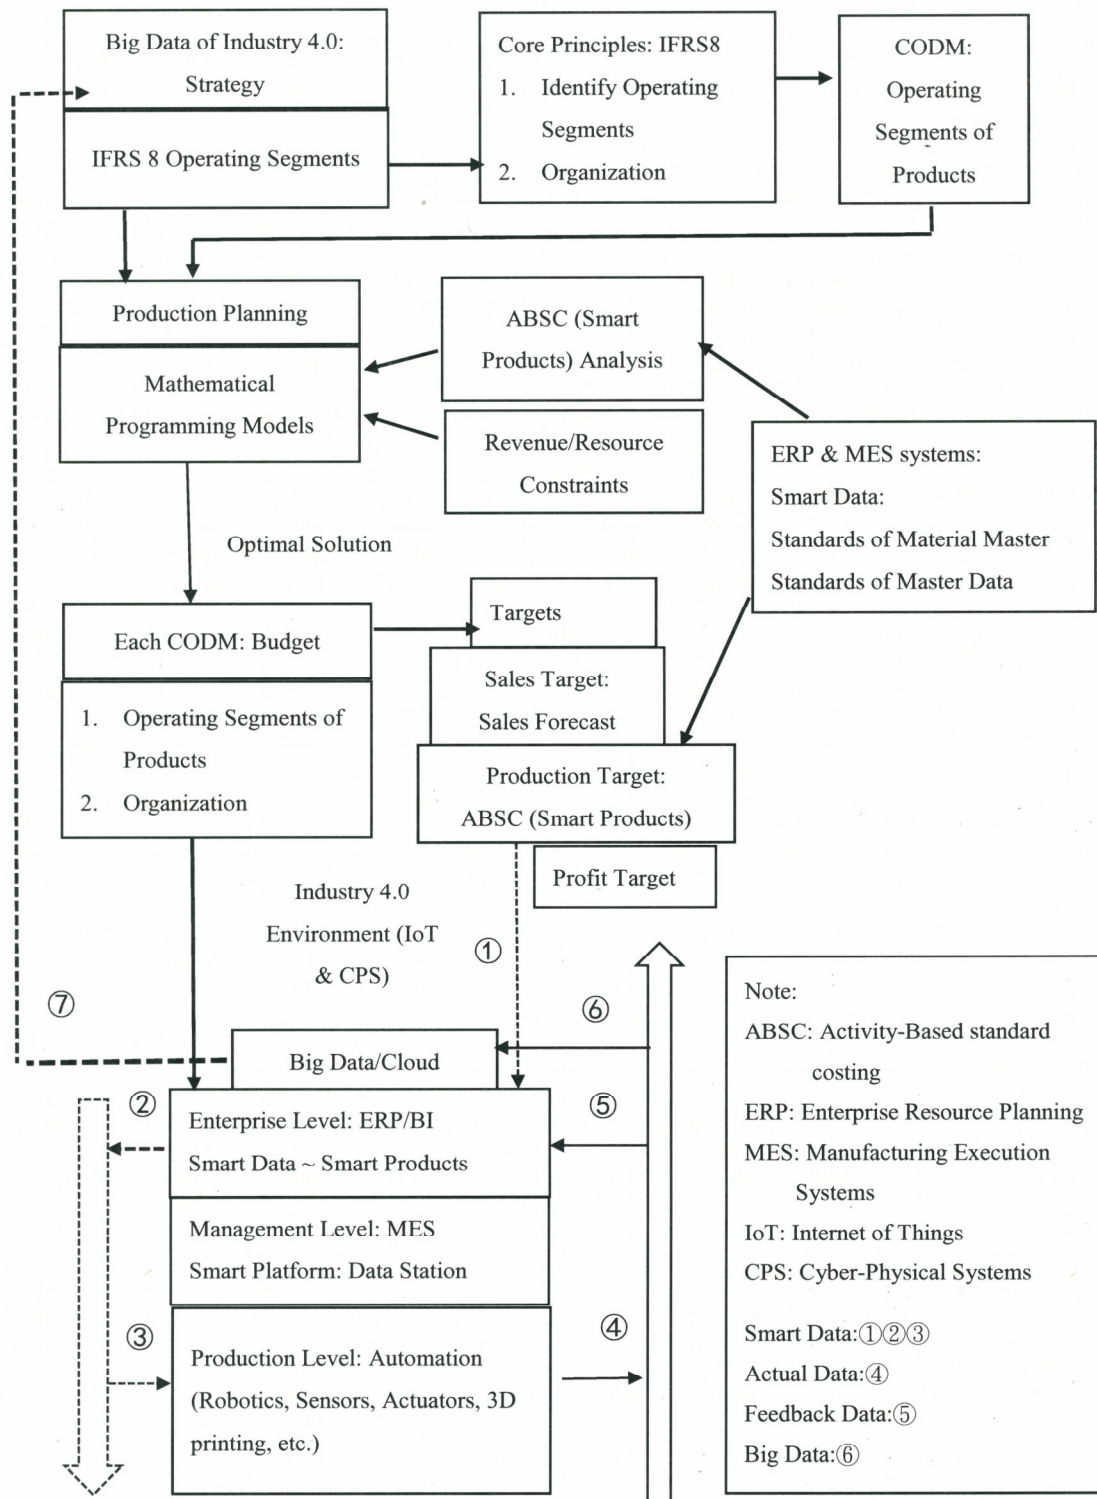 Big Data of Industry 4.0:
Strategy
IFRS 8 Operating Segments
Core Principles: IFRS8
1. Identify Operating
Segments
2. Organization
CODM:
Operating
Segments of
Products
Production Planning
Mathematical
Programming Models
ABSC (Smart
Products) Analysis
Revenue/Resource
Constraints
ERP & MES systems:
Smart Data:
Standards of Material Master
Standards of Master Data
Optimal Solution
Each CODM: Budget
1. Operating Segments of
Products
2. Organization
Targets
Sales Target:
Sales Forecast
Production Target:
ABSC (Smart Products)
Profit Target
Industry 4.0
Environment (IoT
& CPS)
①
⑦
⑥
Big Data/Cloud
②
⑤
Enterprise Level: ERP/BI
Smart Data ~ Smart Products
Management Level: MES
Smart Platform: Data Station
③
④
Production Level: Automation
(Robotics, Sensors, Actuators, 3D
printing, etc.)
Note:
ABSC: Activity-Based standard
costing
ERP: Enterprise Resource Planning
MES: Manufacturing Execution
Systems
IoT: Internet of Things
CPS: Cyber-Physical Systems
Smart Data:①②③
Actual Data:④
Feedback Data:⑤
Big Data:⑥